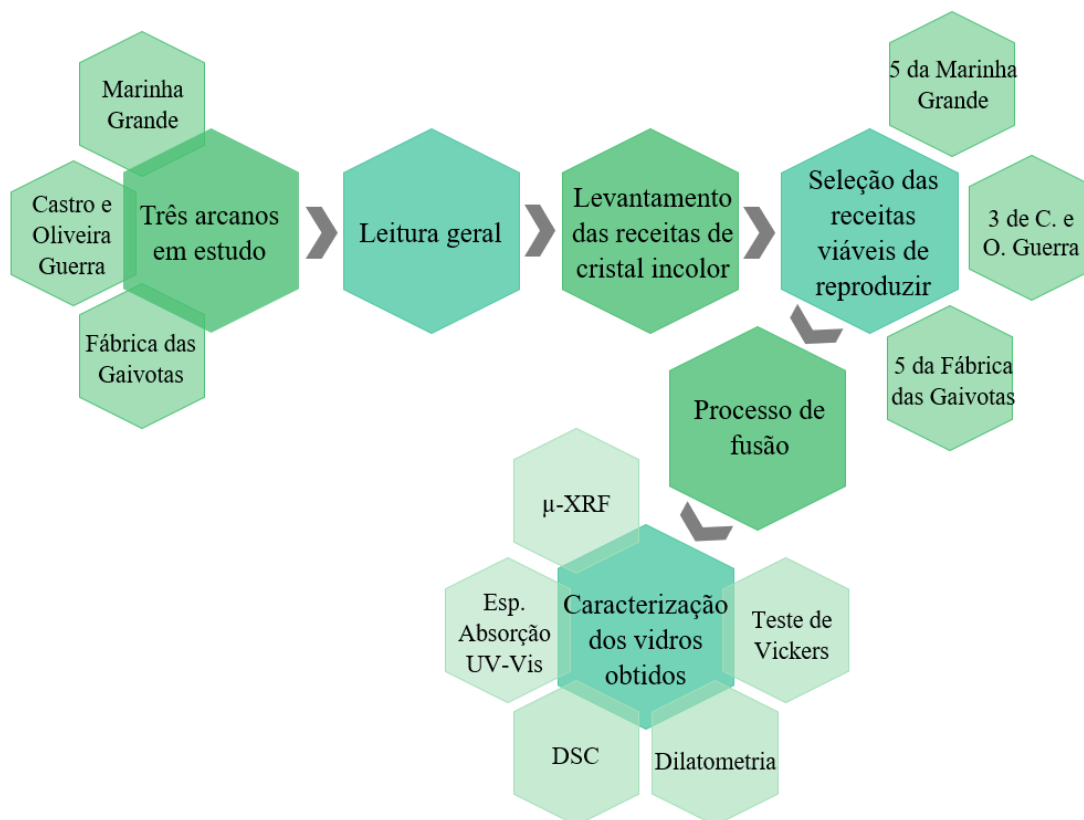 Marinha
Grande
Castro e
Oliveira
Guerra
Fábrica das
Gaivotas
Três arcanos
em estudo
Leitura geral
Levantamento
das receitas de
cristal incolor
Seleção das
receitas
viáveis de
reproduzir
5 da Marinha
Grande
3 de C. e
O. Guerra
5 da Fábrica
das Gaivotas
Processo de
fusão
Caracterização
dos vidros
obtidos
μ-XRF
Esp.
Absorção
UV-Vis
DSC
Dilatometria
Teste de
Vickers